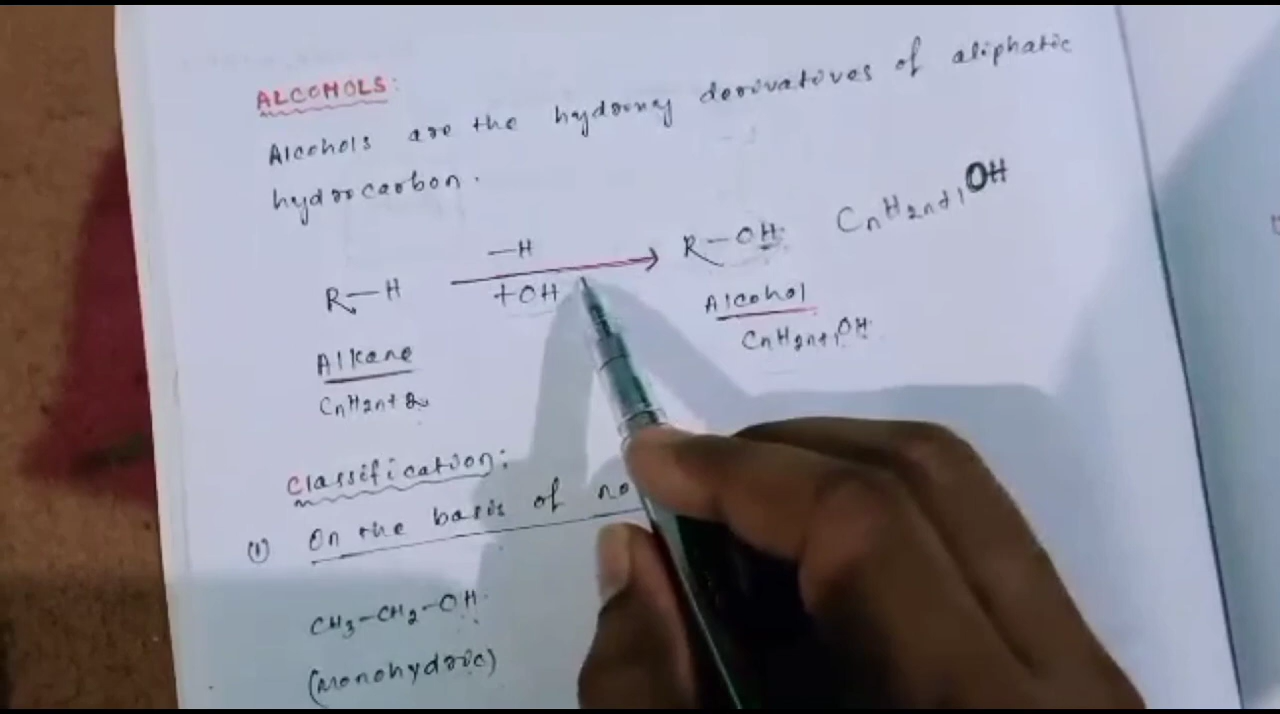 ALCOHOLS:
Alcohols are the hydroxy derivatives of aliphatic
hydrocarbon.
R—H —H +OH R—OH CnH2n+1OH
Alkane Alcohol
CnH2n+2 CnH2n+1OH
Classification:
(1) On the basis of no
CH3-CH2-OH
(Monohydric)